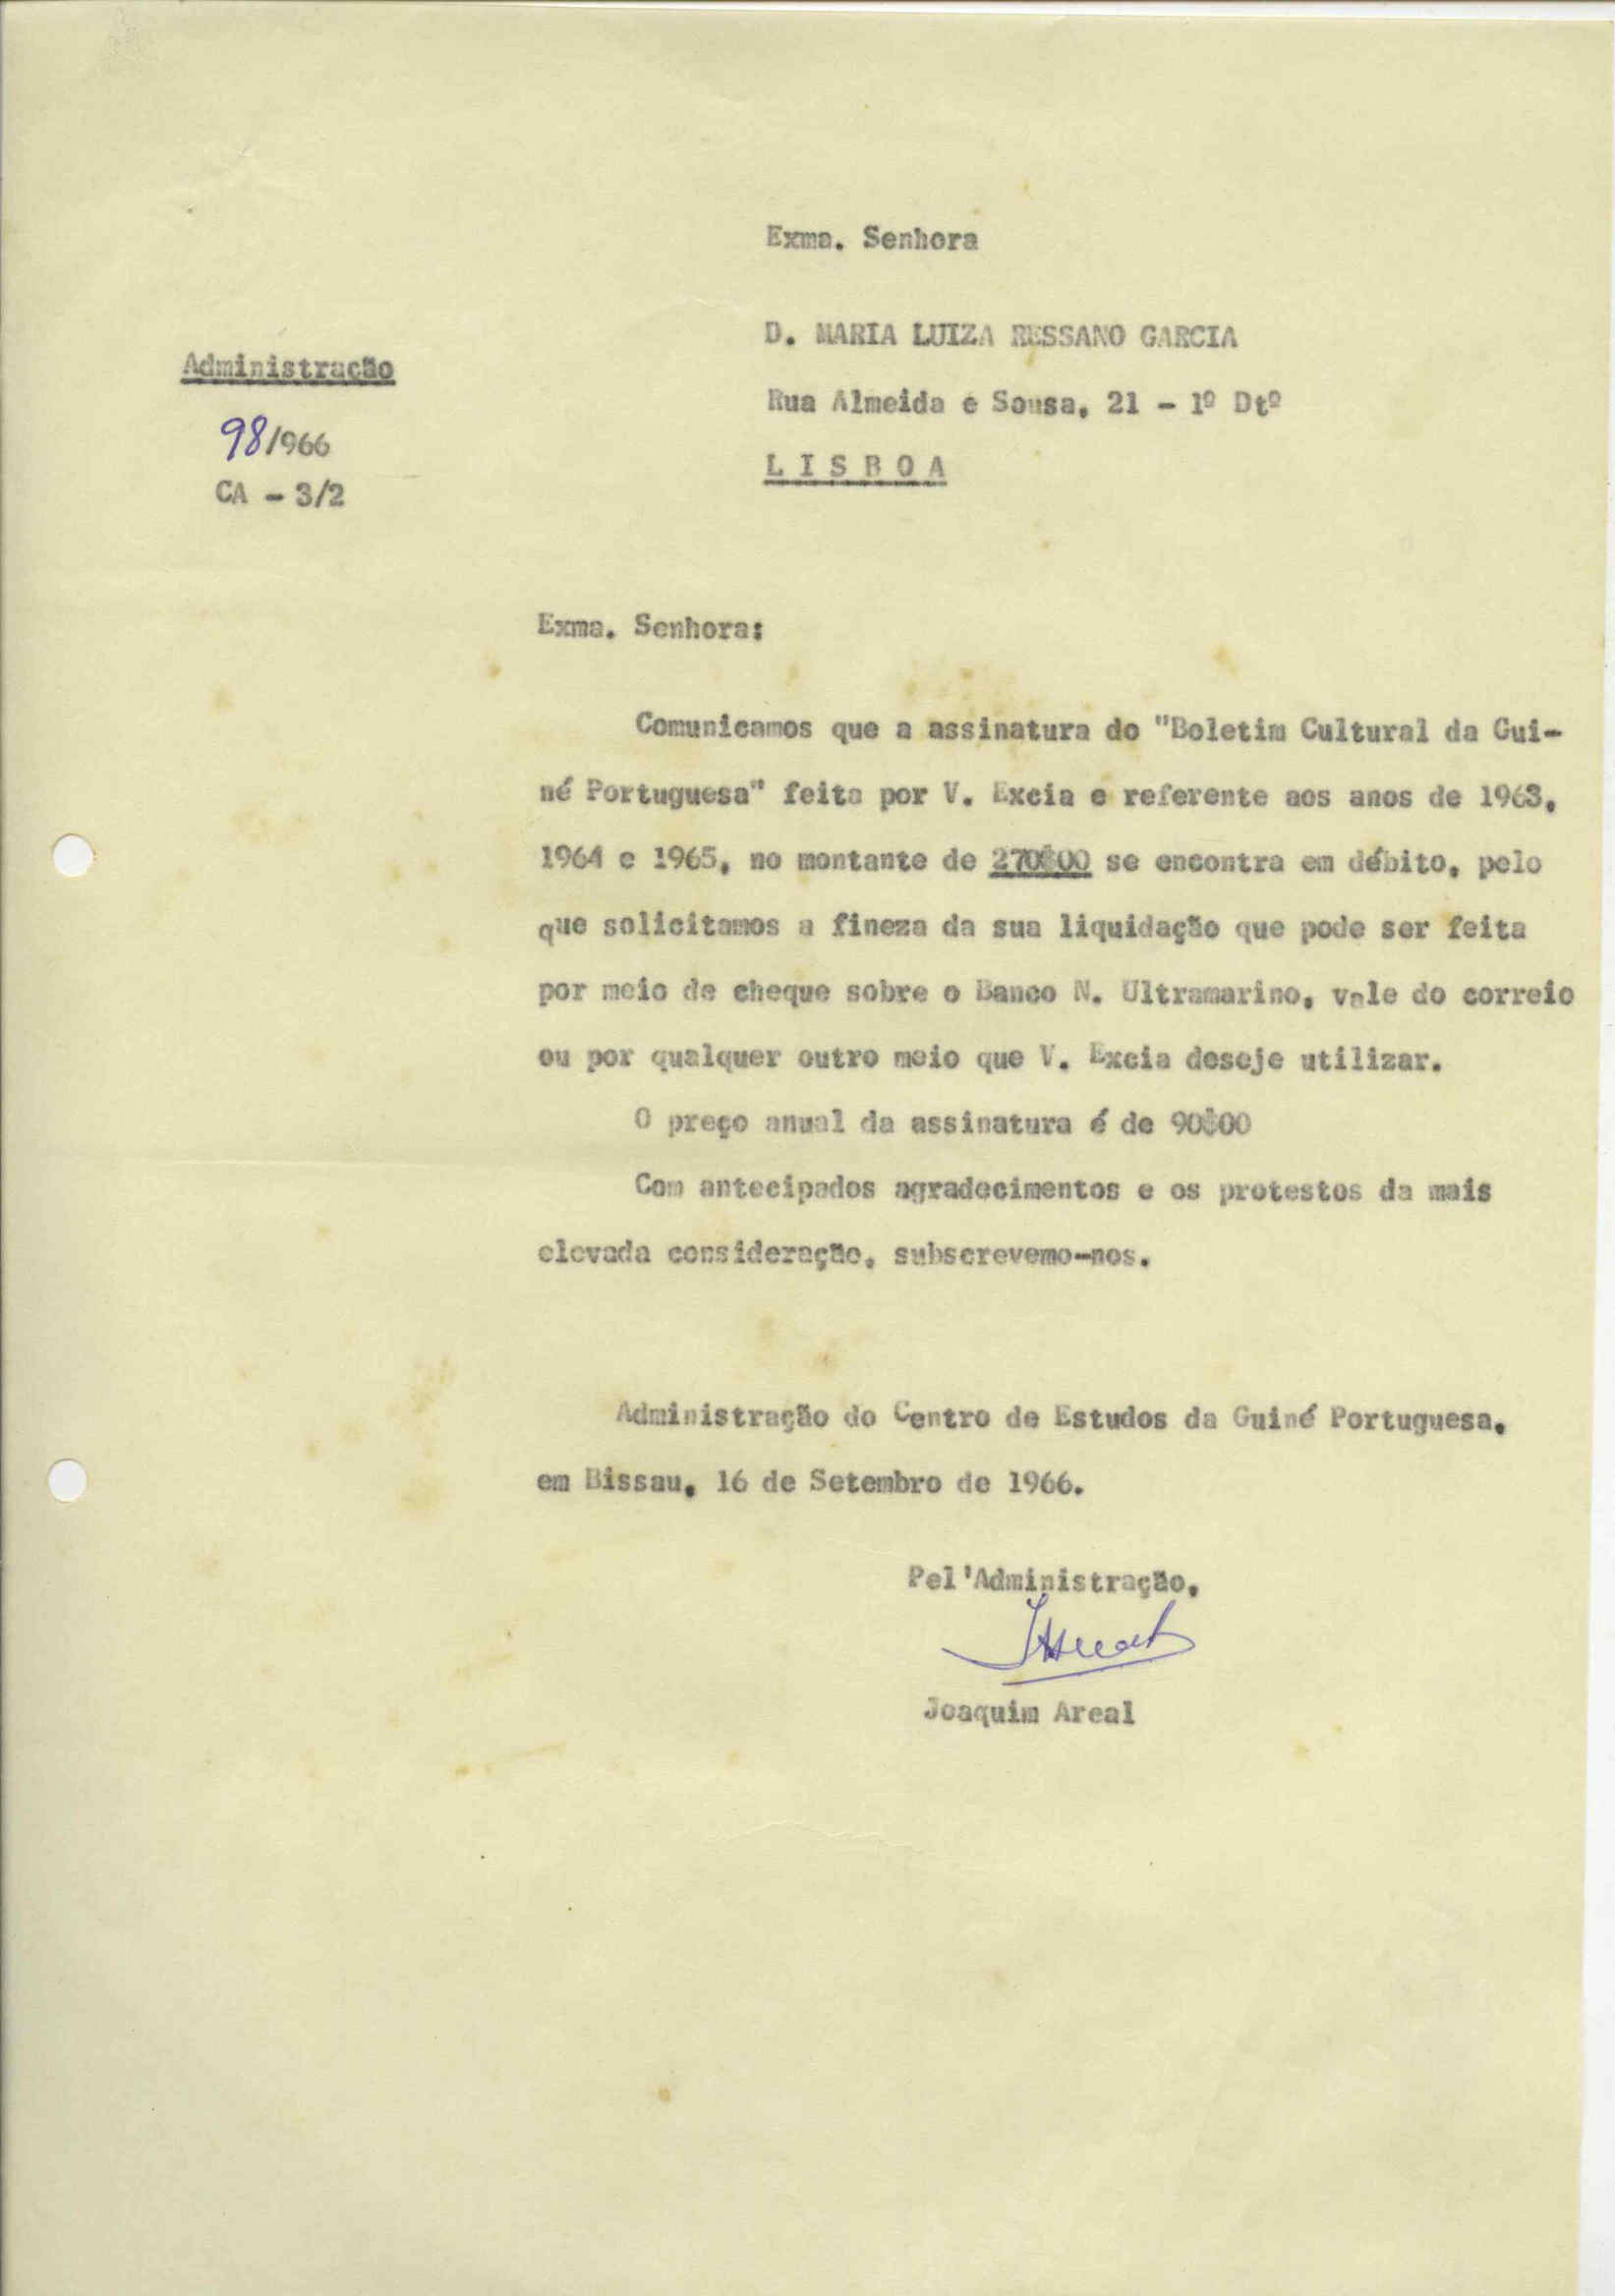 Exma. Senhora
D. MARIA LUIZA RESSANO GARCIA
Administração
Rua Almeida e Sousa, 21 - 1º Dtº
98/966
L I S B O A
CA - 3/2
Exma. Senhora:
Comunicamos que a assinatura do "Boletim Cultural da Gui-
né Portuguesa" feita por V. Excia e referente aos anos de 1963,
1964 e 1965, no montante de 270$00 se encontra em débito, pelo
que solicitamos a fineza da sua liquidação que pode ser feita
por meio de cheque sobre o Banco N. Ultramarino, vale do correio
ou por qualquer outro meio que V. Excia deseje utilizar.
O preço anual da assinatura é de 90$00
Com antecipados agradecimentos e os protestos da mais
elevada consideração, subscrevemo-nos.
Administração do Centro de Estudos da Guiné Portuguesa,
em Bissau, 16 de Setembro de 1966.
Pel'Administração,
JAreal
Joaquim Areal